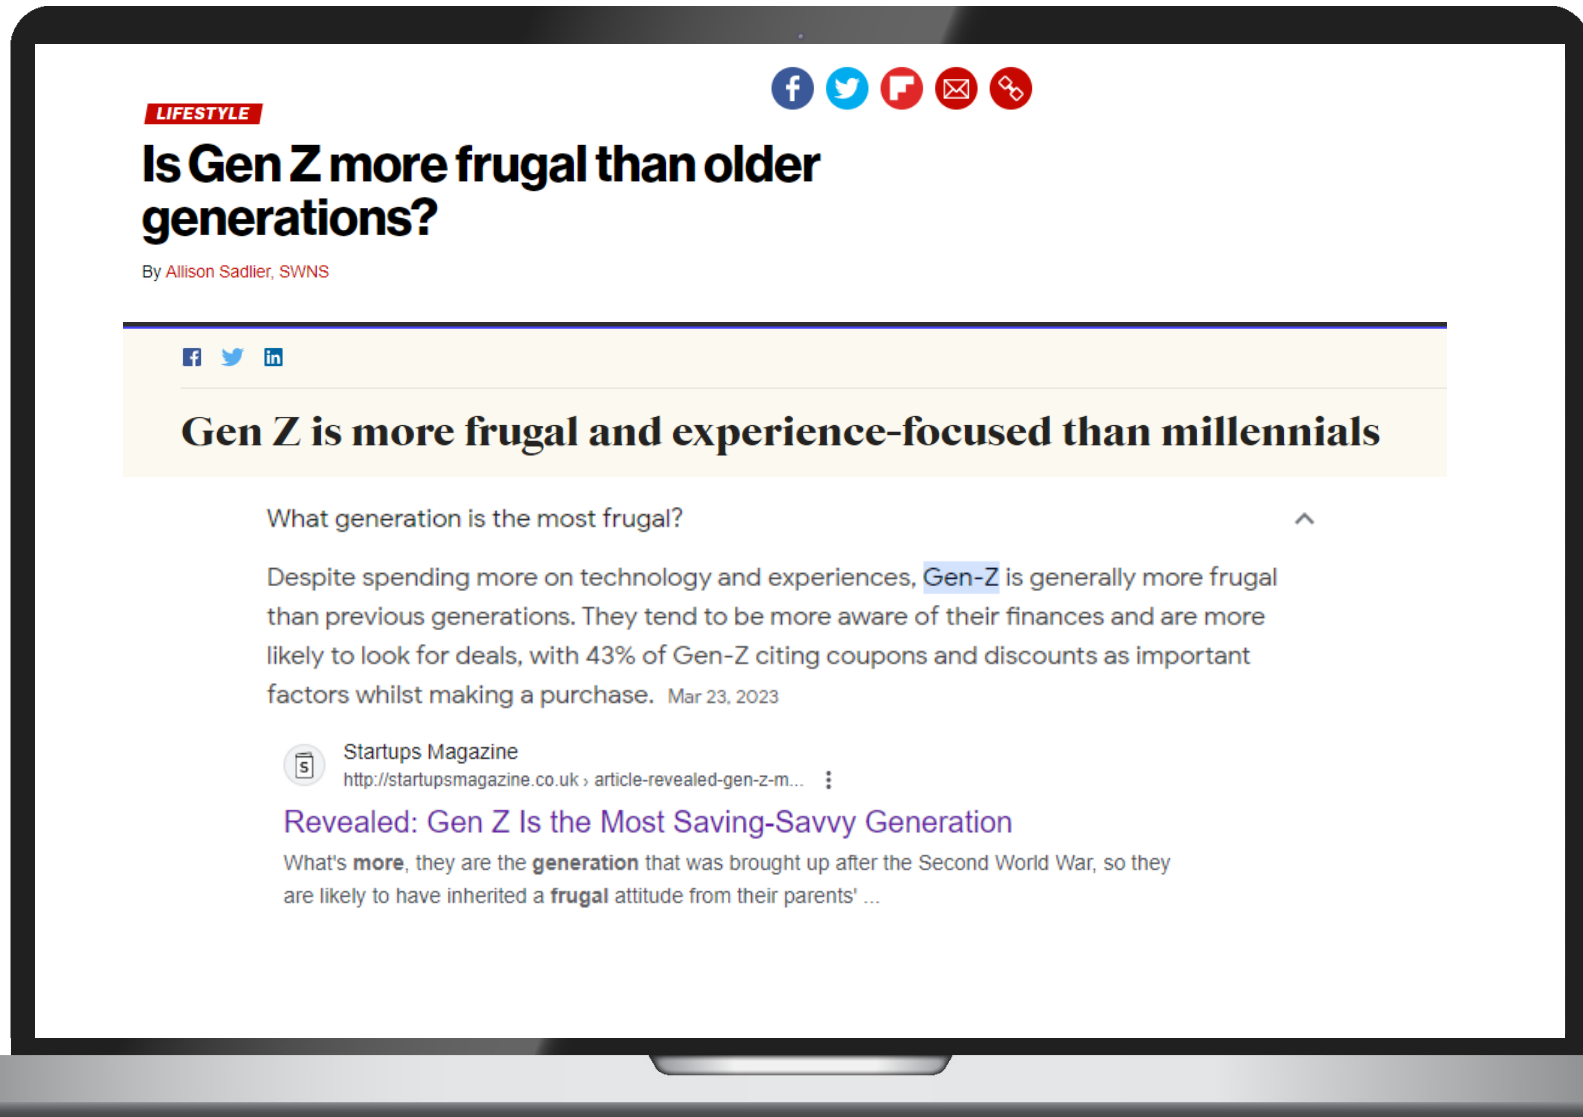 LIFESTYLE
Is Gen Z more frugal than older
generations?
By Allison Sadlier, SWNS
Gen Z is more frugal and experience-focused than millennials
What generation is the most frugal?
Despite spending more on technology and experiences, Gen-Z is generally more frugal
than previous generations. They tend to be more aware of their finances and are more
likely to look for deals, with 43% of Gen-Z citing coupons and discounts as important
factors whilst making a purchase. Mar 23, 2023
Startups Magazine
http://startupsmagazine.co.uk › article-revealed-gen-z-m...
Revealed: Gen Z Is the Most Saving-Savvy Generation
What's more, they are the generation that was brought up after the Second World War, so they
are likely to have inherited a frugal attitude from their parents' ...